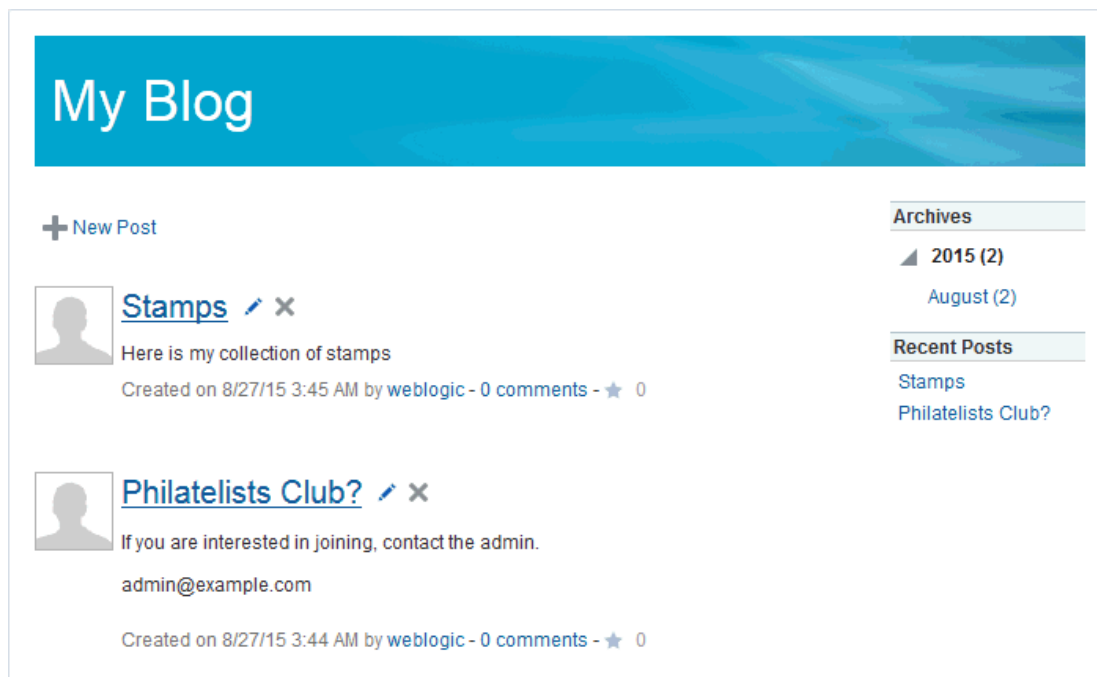 My Blog
New Post
Stamps
Here is my collection of stamps
Created on 8/27/15 3:45 AM by weblogic - 0 comments - 0
Philatelists Club?
If you are interested in joining, contact the admin.
admin@example.com
Created on 8/27/15 3:44 AM by weblogic - 0 comments - 0
Archives
2015 (2)
August (2)
Recent Posts
Stamps
Philatelists Club?